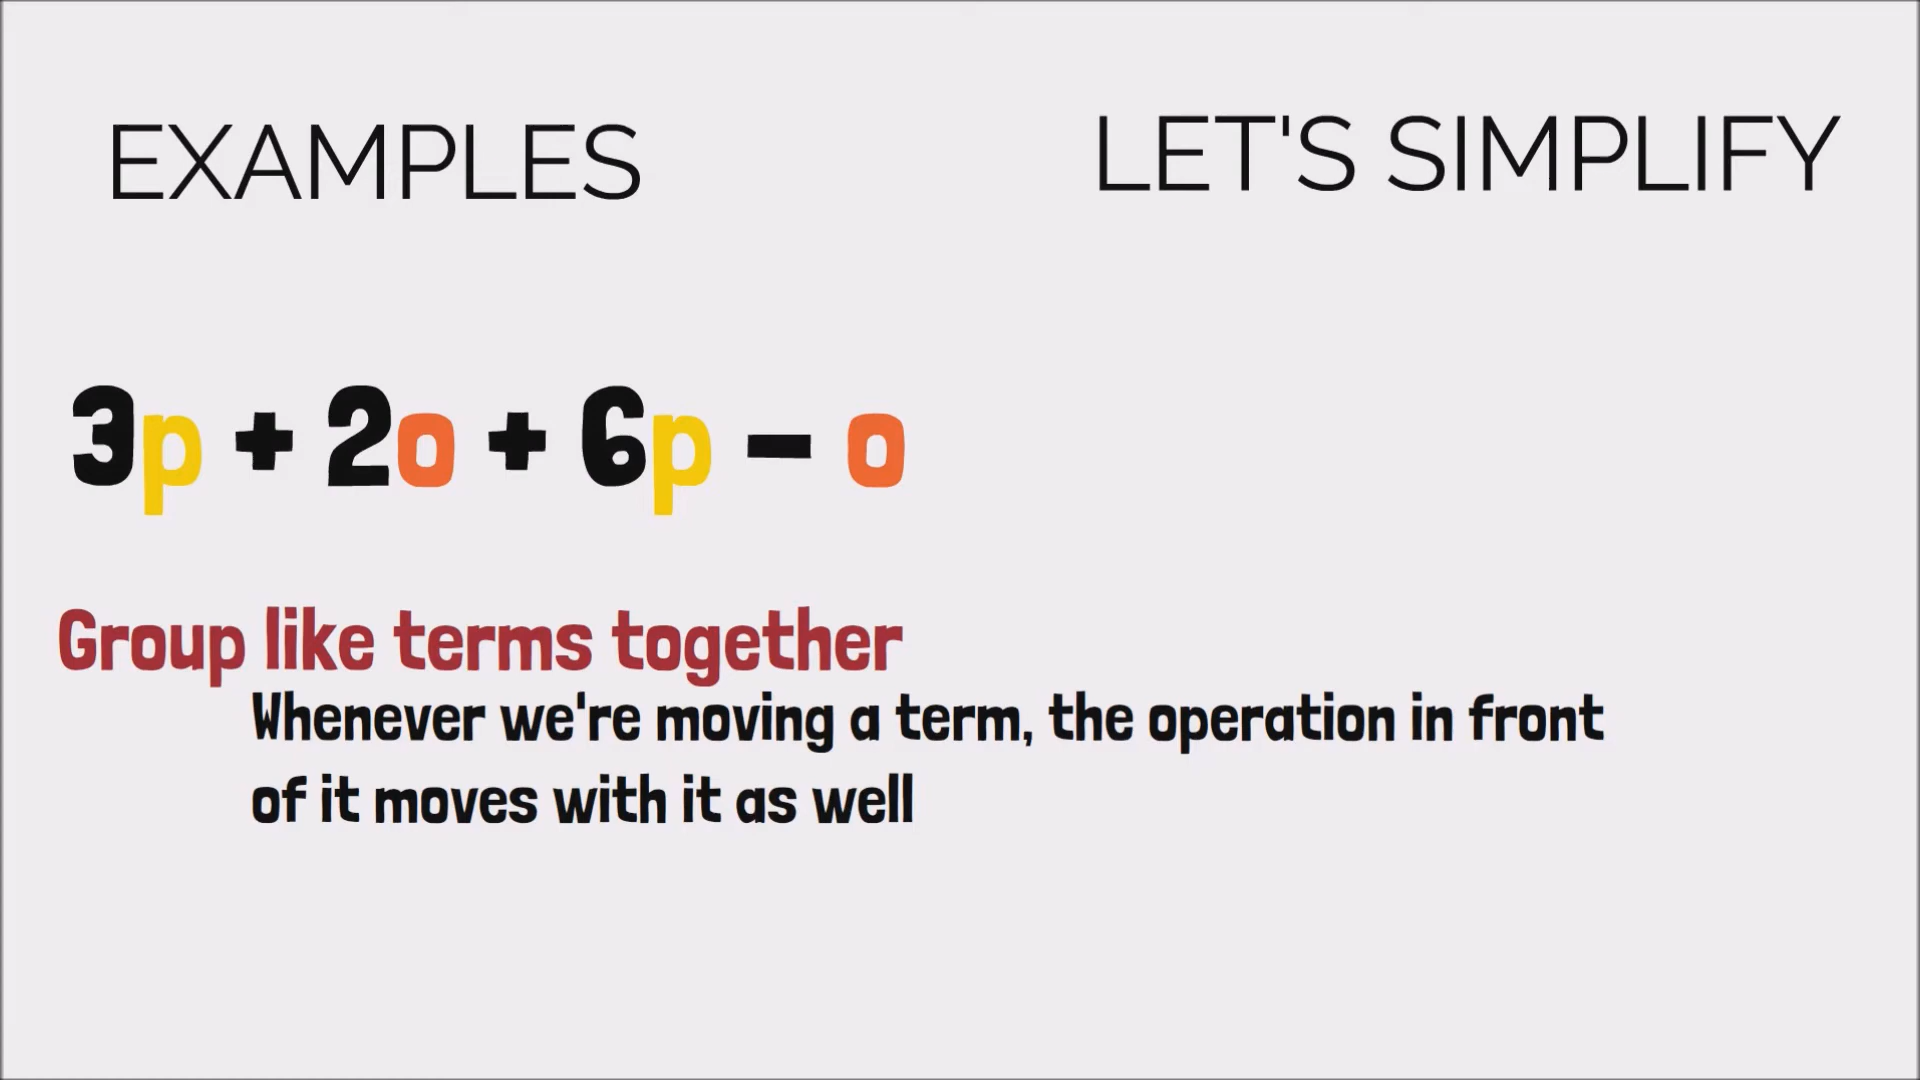 EXAMPLES
LET'S SIMPLIFY
3p + 2o + 6p - o
Group like terms together
Whenever we're moving a term, the operation in front
of it moves with it as well